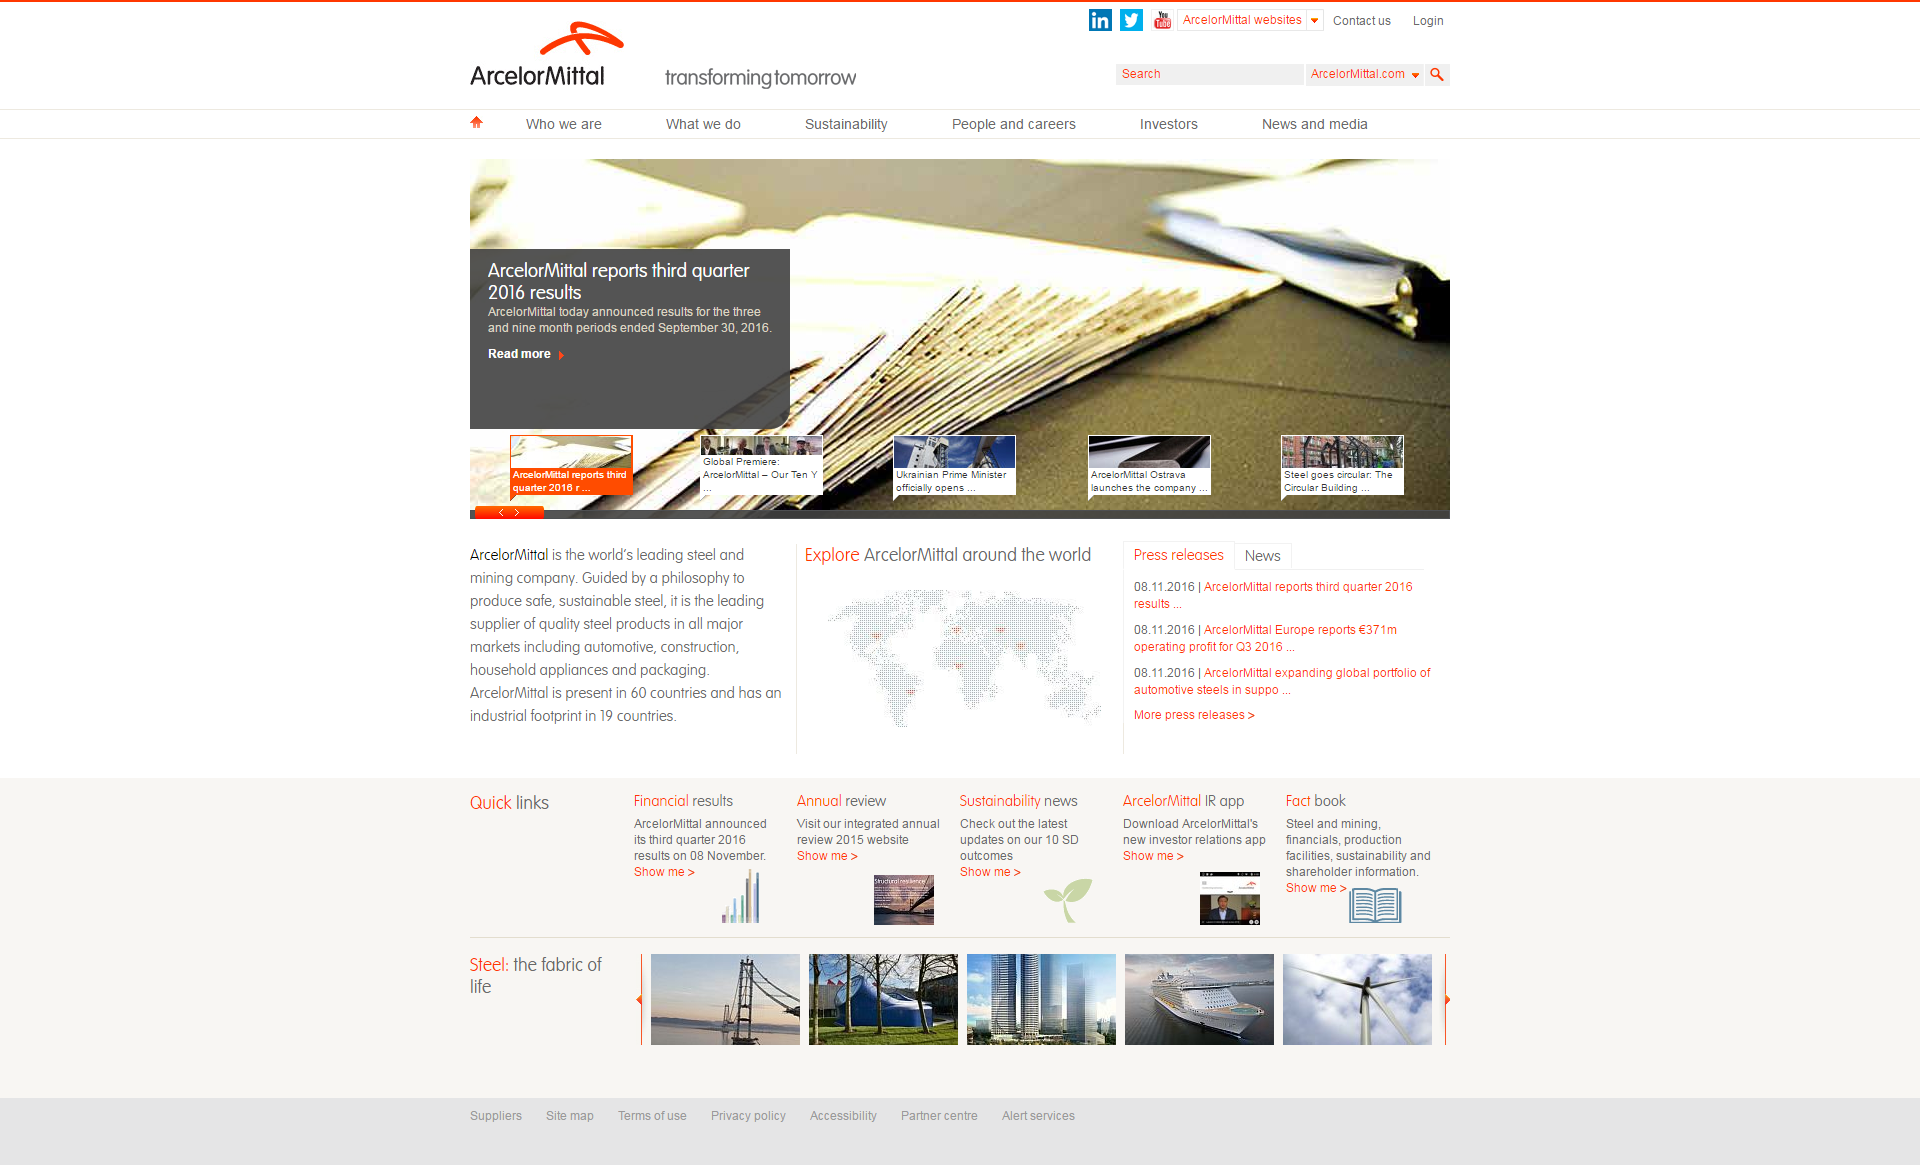 You
Tube
ArcelorMittal websites
Contact us
Login
ArcelorMittal
transforming tomorrow
Search
ArcelorMittal.com
Who we are
What we do
Sustainability
People and careers
Investors
News and media
ArcelorMittal reports third quarter
2016 results
ArcelorMittal today announced results for the three
and nine month periods ended September 30, 2016.
Read more
ArcelorMittal reports third
quarter 2016 r ...
Global Premiere:
ArcelorMittal – Our Ten Y
...
Ukrainian Prime Minister
officially opens ...
ArcelorMittal Ostrava
launches the company ...
Steel goes circular: The
Circular Building ...
ArcelorMittal is the world's leading steel and
mining company. Guided by a philosophy to
produce safe, sustainable steel, it is the leading
supplier of quality steel products in all major
markets including automotive, construction,
household appliances and packaging.
ArcelorMittal is present in 60 countries and has an
industrial footprint in 19 countries.
Explore ArcelorMittal around the world
Press releases
News
08.11.2016 | ArcelorMittal reports third quarter 2016
results ...
08.11.2016 | ArcelorMittal Europe reports €371m
operating profit for Q3 2016 ...
08.11.2016 | ArcelorMittal expanding global portfolio of
automotive steels in suppo ...
More press releases >
Quick links
Financial results
ArcelorMittal announced
its third quarter 2016
results on 08 November.
Show me >
Annual review
Visit our integrated annual
review 2015 website
Show me >
Structural resilience
Sustainability news
Check out the latest
updates on our 10 SD
outcomes
Show me >
ArcelorMittal IR app
Download ArcelorMittal's
new investor relations app
Show me >
Fact book
Steel and mining,
financials, production
facilities, sustainability and
shareholder information.
Show me >
Steel: the fabric of
life
Suppliers
Site map
Terms of use
Privacy policy
Accessibility
Partner centre
Alert services